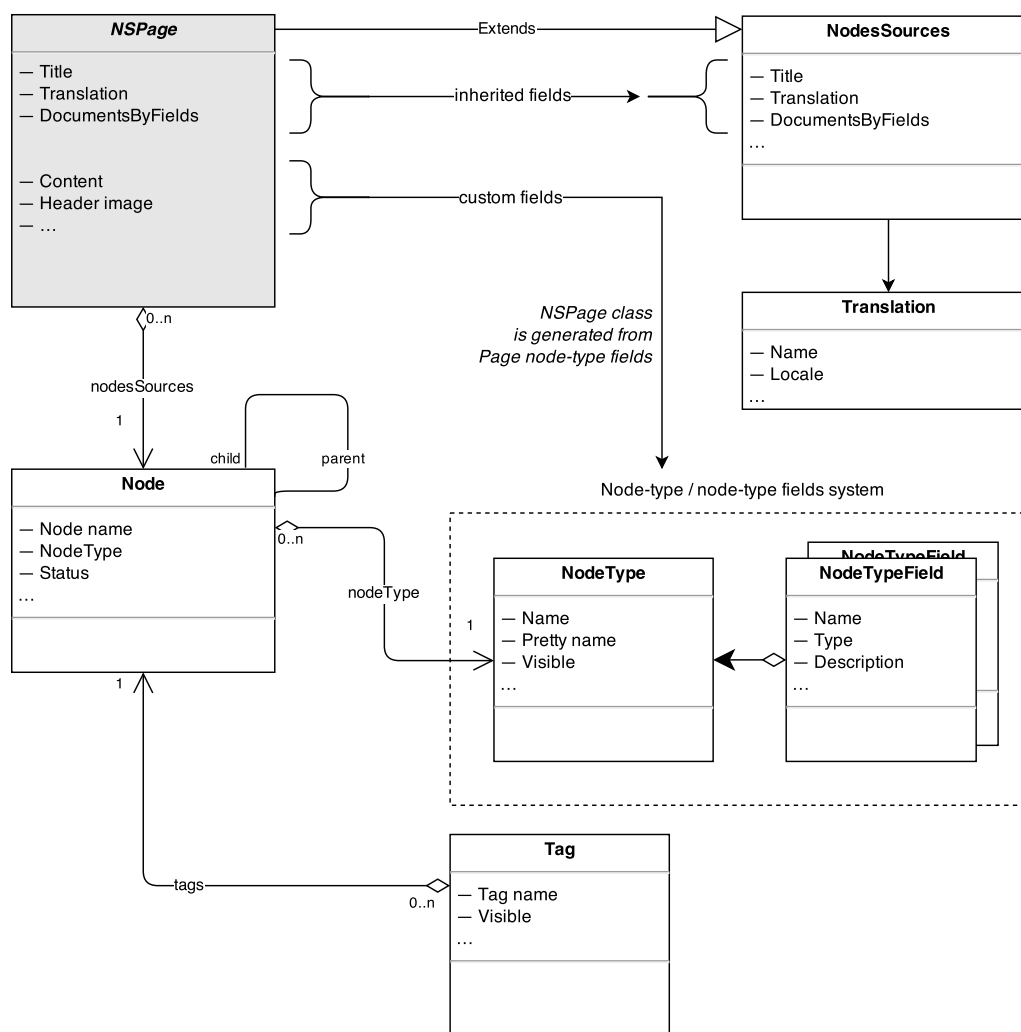 NSPage
— Title
— Translation
— DocumentsByFields
— Content
— Header image
— ...
Extends
inherited fields
custom fields
NodesSources
— Title
— Translation
— DocumentsByFields
...
NSPage class
is generated from
Page node-type fields
Translation
— Name
— Locale
...
0..n
nodesSources
1
child
parent
Node
— Node name
— NodeType
— Status
...
0..n
nodeType
1
Node-type / node-type fields system
NodeType
— Name
— Pretty name
— Visible
...
NodeTypeField
NodeTypeField
— Name
— Type
— Description
...
1
tags
0..n
Tag
— Tag name
— Visible
...